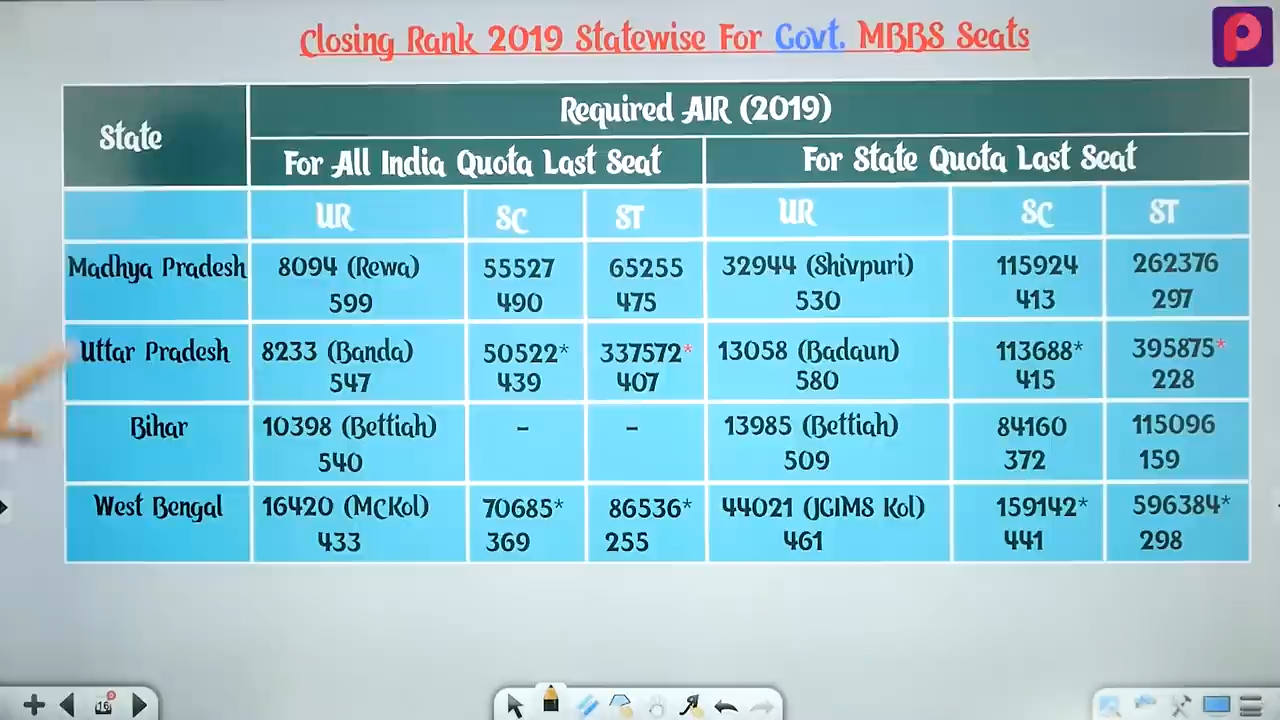 Closing Rank 2019 Statewise For Govt. MBBS Seats
State
Required AIR (2019)
For All India Quota Last Seat
For State Quota Last Seat
UR SC ST UR SC ST
Madhya Pradesh 8094 (Rewa) 55527 65255 32944 (Shivpuri) 115924 262376
599 490 475 530 413 297
Uttar Pradesh 8233 (Banda) 50522* 337572* 13058 (Badaun) 113688* 395875*
547 439 407 580 415 228
Bihar 10398 (Bettiah) - - 13985 (Bettiah) 84160 115096
540 509 372 159
West Bengal 16420 (MCKol) 70685* 86536* 44021 (JGIMS Kol) 159142* 596384*
433 369 255 461 441 298
16